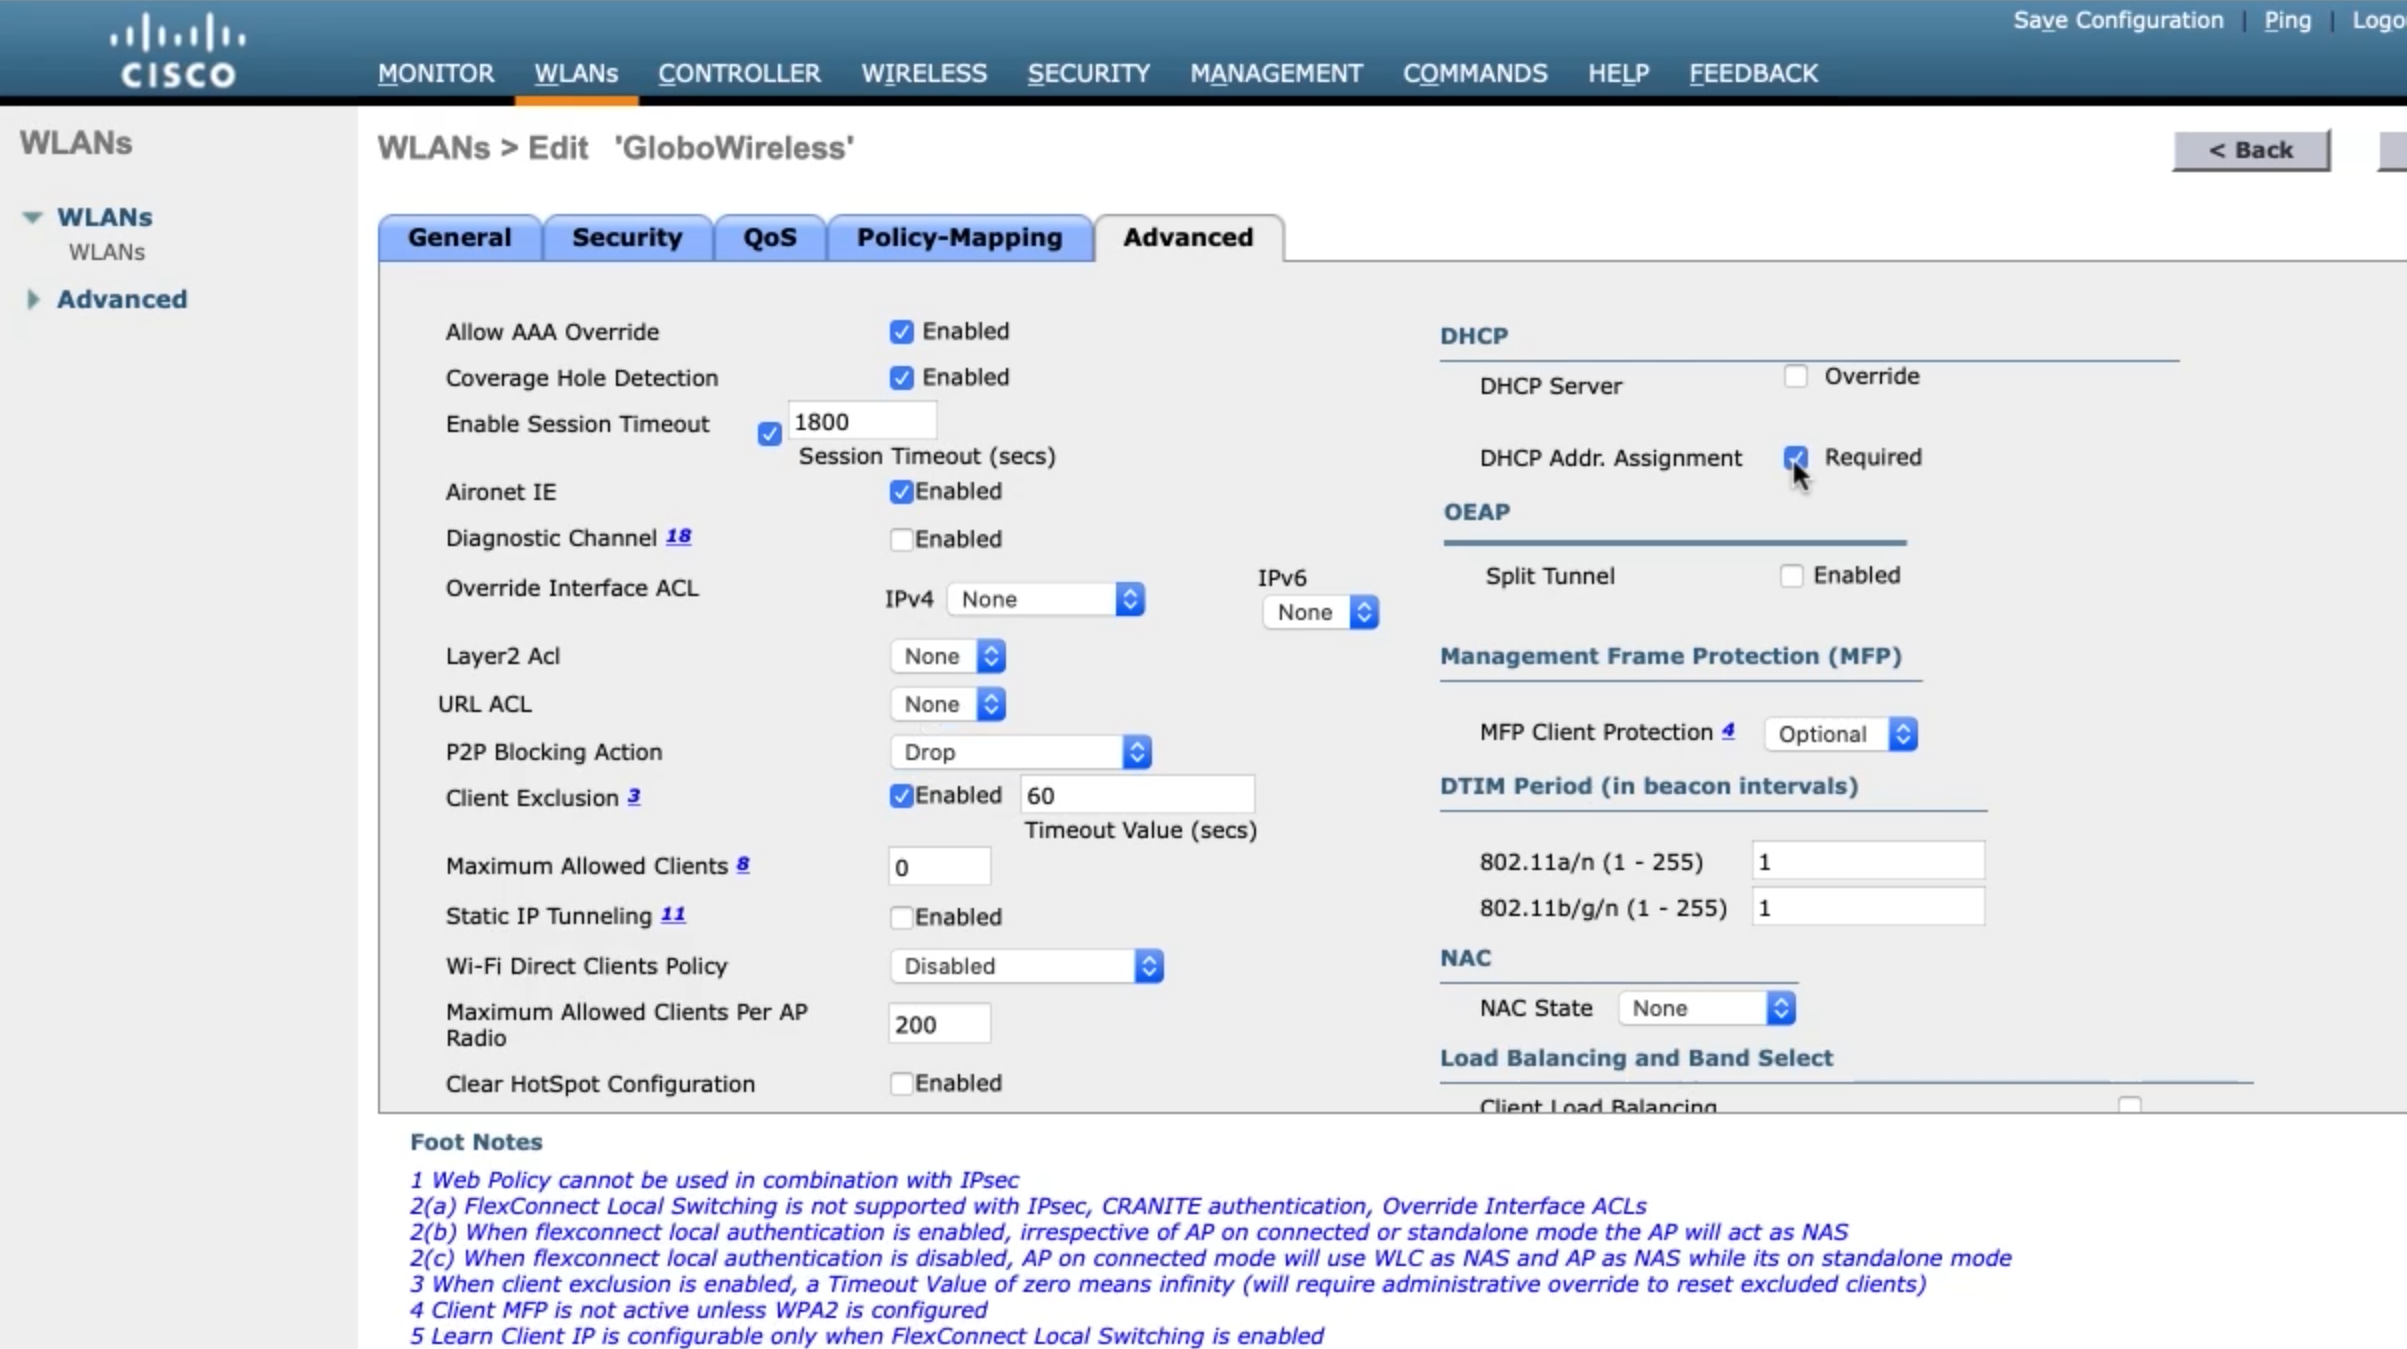 Save Configuration | Ping | Logo
CISCO
MONITOR WLANs CONTROLLER WIRELESS SECURITY MANAGEMENT COMMANDS HELP FEEDBACK
WLANs
WLANs > Edit 'GloboWireless'
< Back
WLANs
WLANs
Advanced
General Security QoS Policy-Mapping Advanced
Allow AAA Override Enabled
Coverage Hole Detection Enabled
Enable Session Timeout 1800
Session Timeout (secs)
Aironet IE Enabled
Diagnostic Channel 18 Enabled
Override Interface ACL IPv4 None IPv6 None
Layer2 Acl None
URL ACL None
P2P Blocking Action Drop
Client Exclusion 3 Enabled 60
Timeout Value (secs)
Maximum Allowed Clients 8 0
Static IP Tunneling 11 Enabled
Wi-Fi Direct Clients Policy Disabled
Maximum Allowed Clients Per AP
Radio 200
Clear HotSpot Configuration Enabled
DHCP
DHCP Server Override
DHCP Addr. Assignment Required
OEAP
Split Tunnel Enabled
Management Frame Protection (MFP)
MFP Client Protection 4 Optional
DTIM Period (in beacon intervals)
802.11a/n (1 - 255) 1
802.11b/g/n (1 - 255) 1
NAC
NAC State None
Load Balancing and Band Select
Client Load Balancing
Foot Notes
1 Web Policy cannot be used in combination with IPsec
2(a) FlexConnect Local Switching is not supported with IPsec, CRANITE authentication, Override Interface ACLs
2(b) When flexconnect local authentication is enabled, irrespective of AP on connected or standalone mode the AP will act as NAS
2(c) When flexconnect local authentication is disabled, AP on connected mode will use WLC as NAS and AP as NAS while its on standalone mode
3 When client exclusion is enabled, a Timeout Value of zero means infinity (will require administrative override to reset excluded clients)
4 Client MFP is not active unless WPA2 is configured
5 Learn Client IP is configurable only when FlexConnect Local Switching is enabled